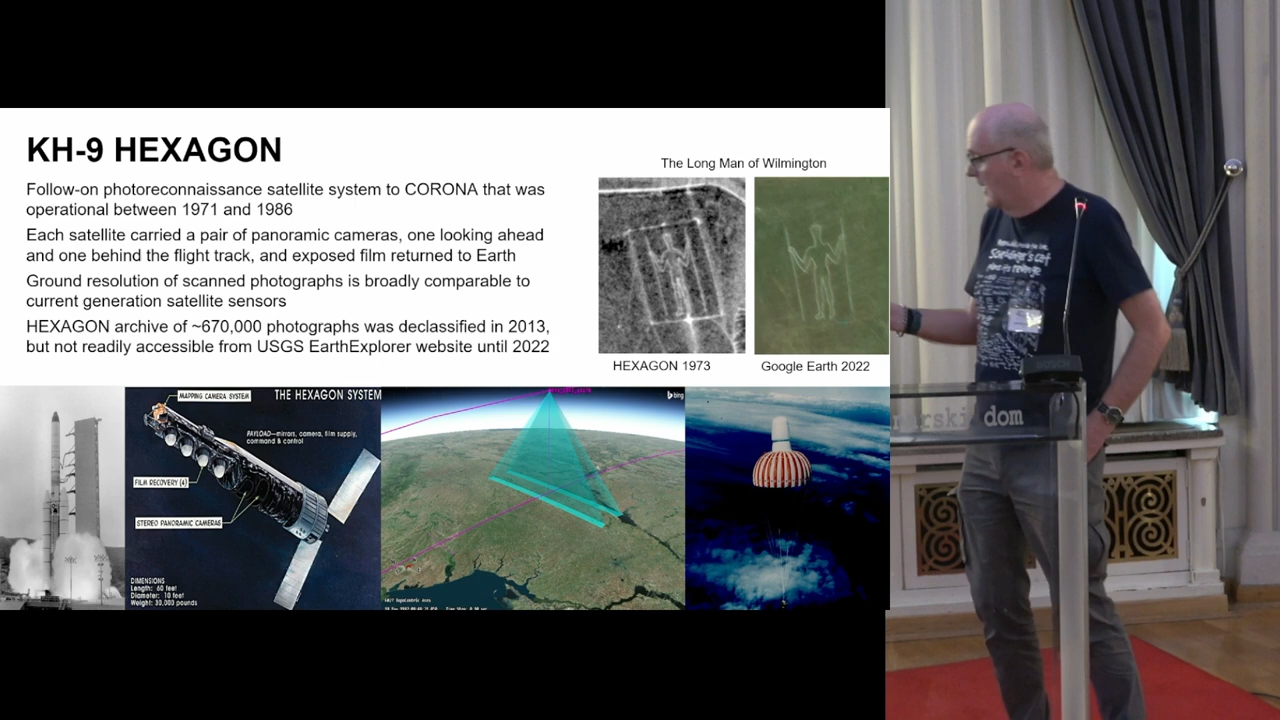 KH-9 HEXAGON
Follow-on photoreconnaissance satellite system to CORONA that was
operational between 1971 and 1986
Each satellite carried a pair of panoramic cameras, one looking ahead
and one behind the flight track, and exposed film returned to Earth
Ground resolution of scanned photographs is broadly comparable to
current generation satellite sensors
HEXAGON archive of ~670,000 photographs was declassified in 2013,
but not readily accessible from USGS EarthExplorer website until 2022
The Long Man of Wilmington
HEXAGON 1973
Google Earth 2022
MAPPING CAMERA SYSTEM
THE HEXAGON SYSTEM
PAYLOAD—mirrors, camera, film supply,
command & control
FILM RECOVERY (4)
STEREO PANORAMIC CAMERAS
DIMENSIONS
Length: 60 feet
Diameter: 10 feet
Weight: 30,000 pounds
bing
Schrödinger's cat
dom